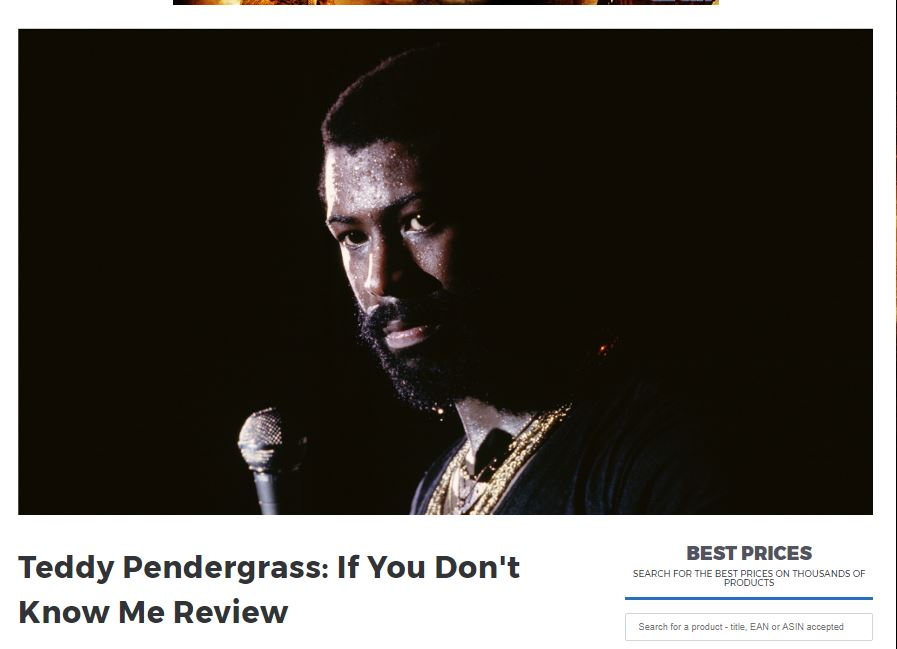 Teddy Pendergrass: If You Don't
Know Me Review
BEST PRICES
SEARCH FOR THE BEST PRICES ON THOUSANDS OF
PRODUCTS
Search for a product - title, EAN or ASIN accepted